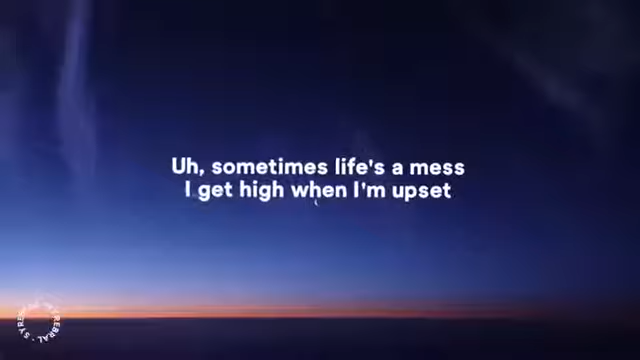 Uh, sometimes life's a mess
I get high when I'm upset